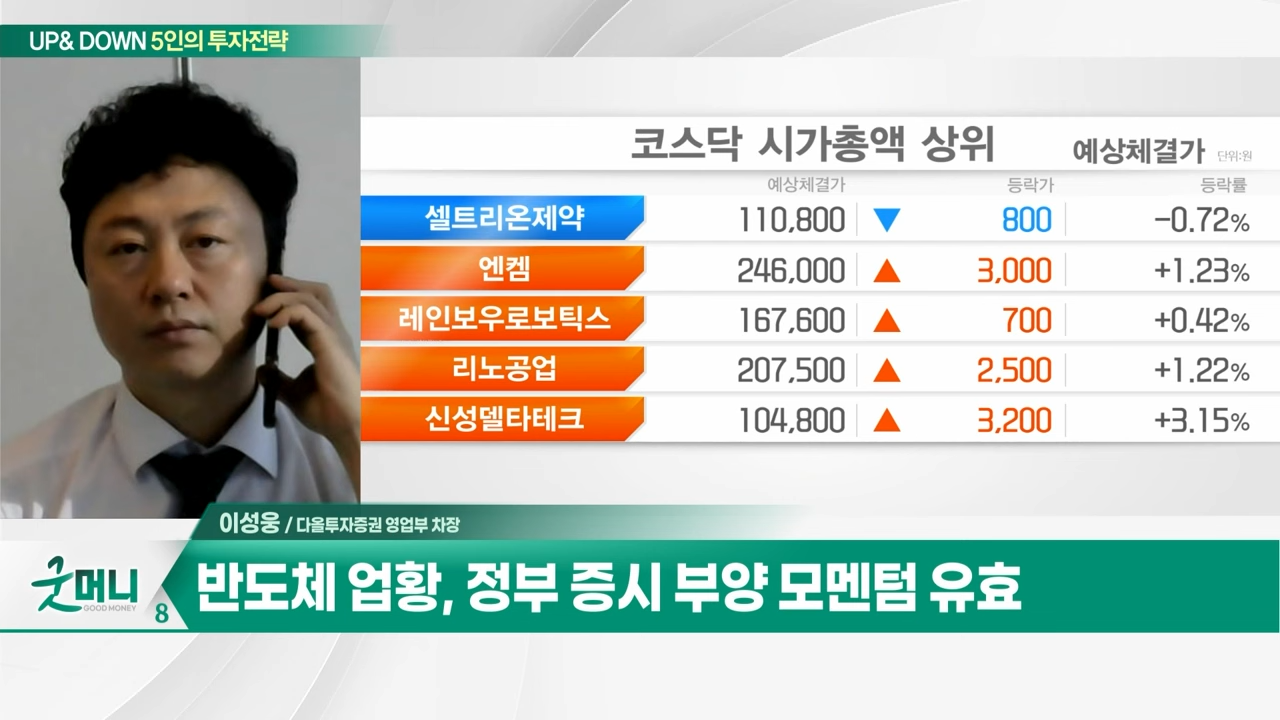 UP& DOWN 5인의 투자전략
코스닥 시가총액 상위 예상체결가 단위:원
예상체결가 등락가 등락률
셀트리온제약 110,800 ▼ 800 -0.72%
엔켐 246,000 ▲ 3,000 +1.23%
레인보우로보틱스 167,600 ▲ 700 +0.42%
리노공업 207,500 ▲ 2,500 +1.22%
신성델타테크 104,800 ▲ 3,200 +3.15%
이성웅 / 다올투자증권 영업부 차장
굿머니
GOOD MONEY
8
반도체 업황, 정부 증시 부양 모멘텀 유효